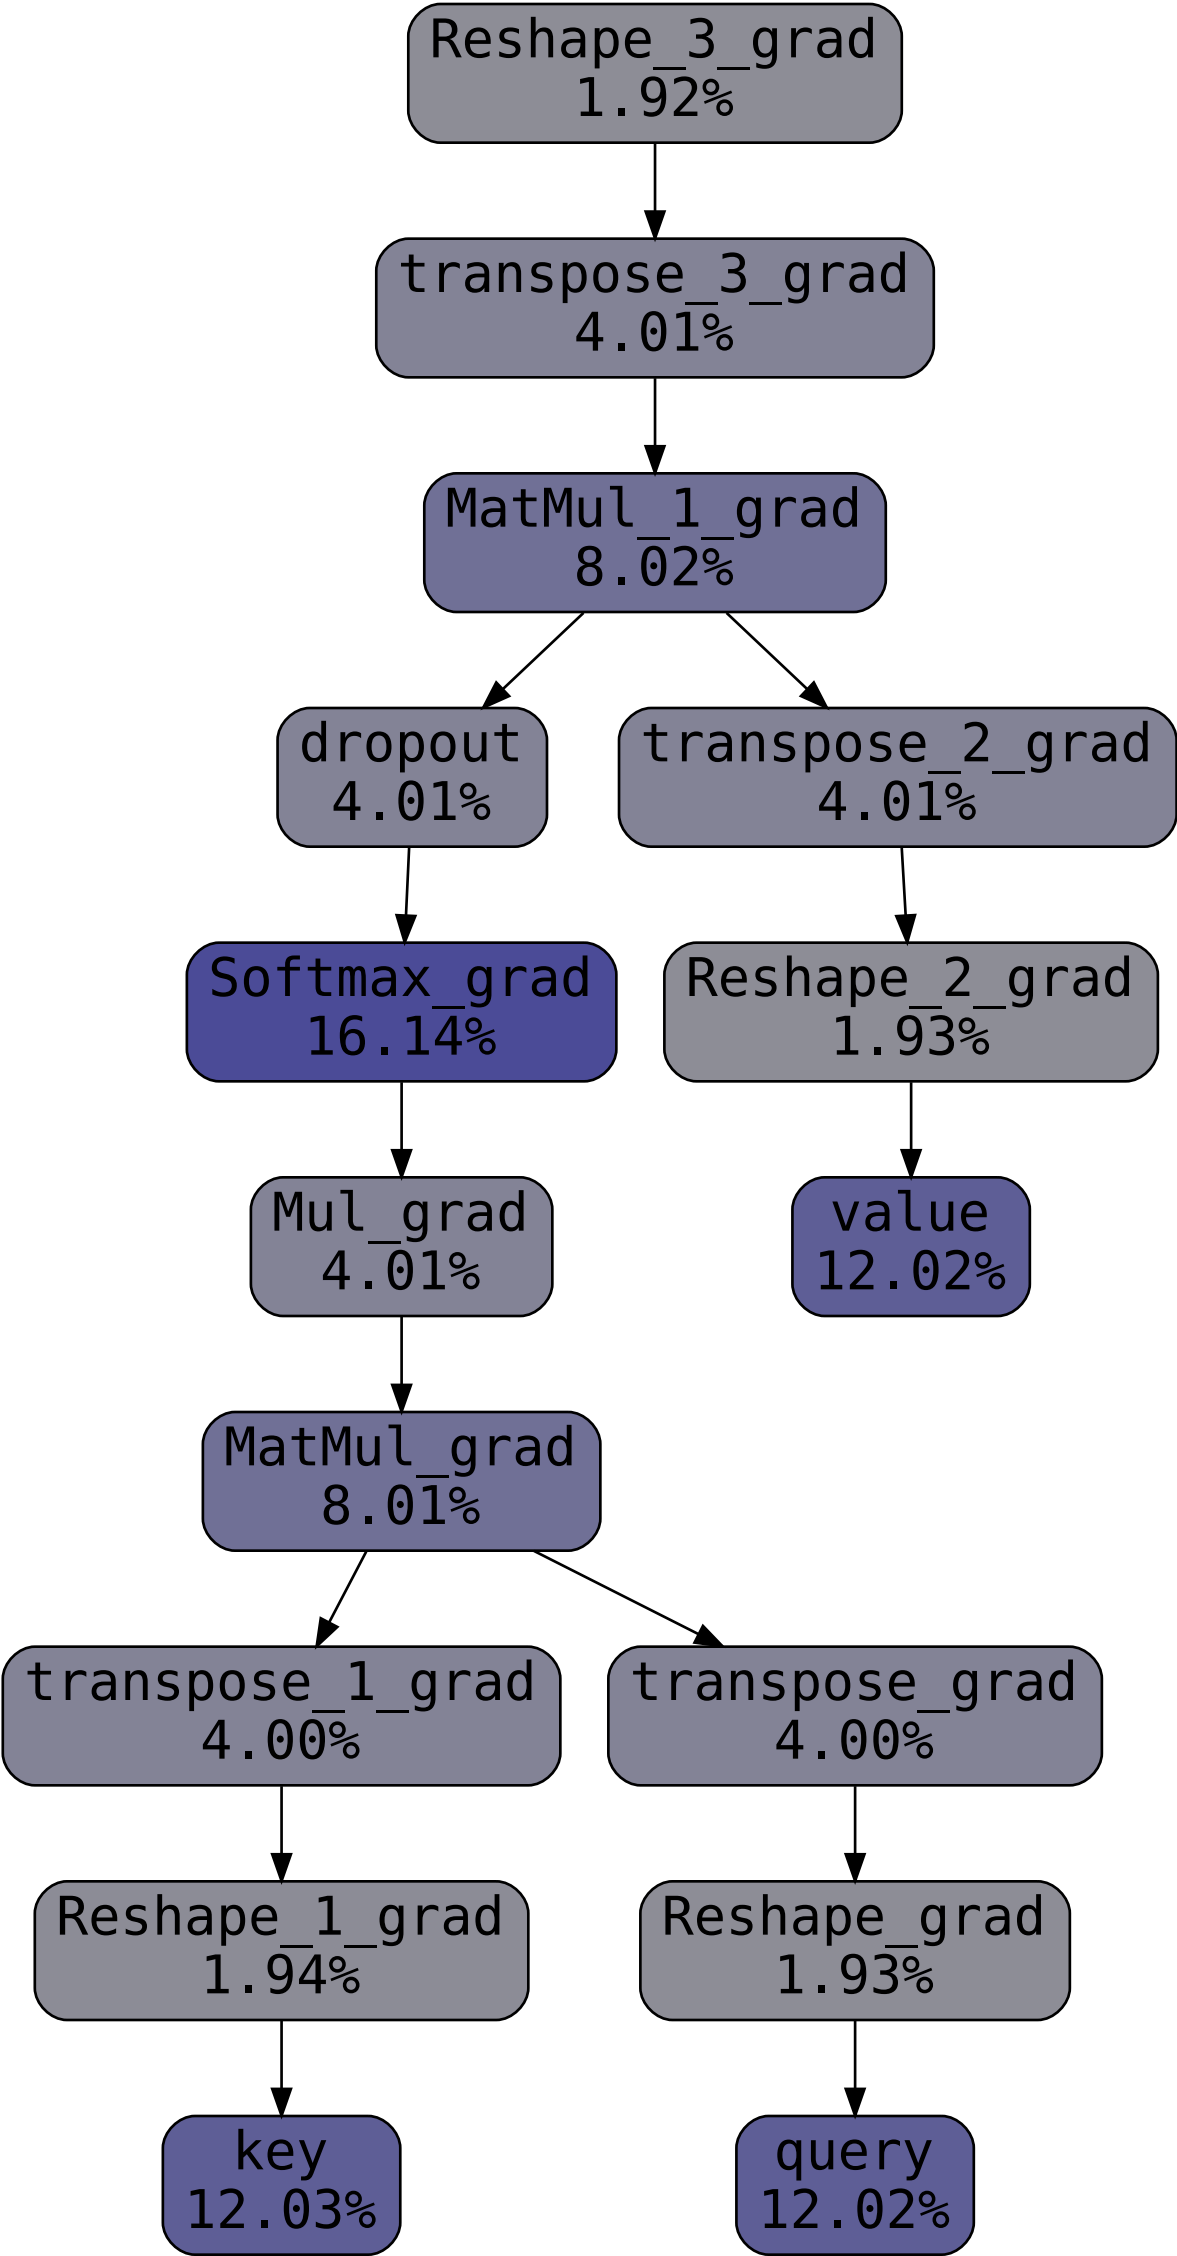 Reshape_3_grad
1.92%
transpose_3_grad
4.01%
MatMul_1_grad
8.02%
dropout
4.01%
transpose_2_grad
4.01%
Softmax_grad
16.14%
Reshape_2_grad
1.93%
Mul_grad
4.01%
value
12.02%
MatMul_grad
8.01%
transpose_1_grad
4.00%
transpose_grad
4.00%
Reshape_1_grad
1.94%
Reshape_grad
1.93%
key
12.03%
query
12.02%